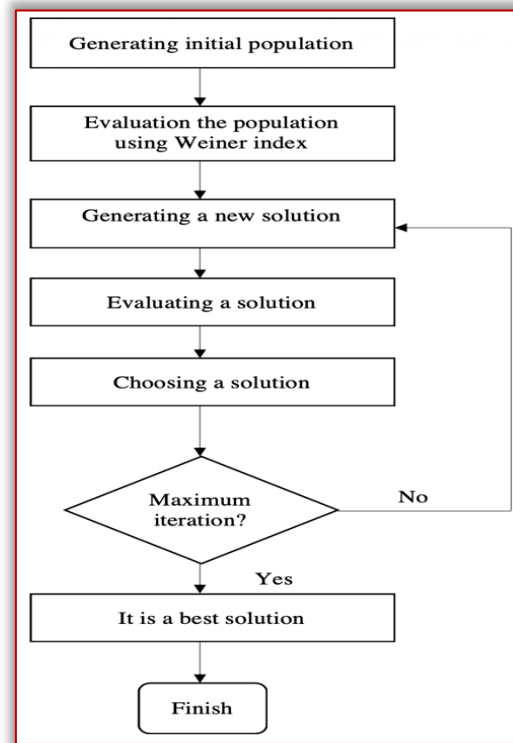 Generating initial population
Evaluation the population
using Weiner index
Generating a new solution
Evaluating a solution
Choosing a solution
Maximum
iteration?
No
Yes
It is a best solution
Finish